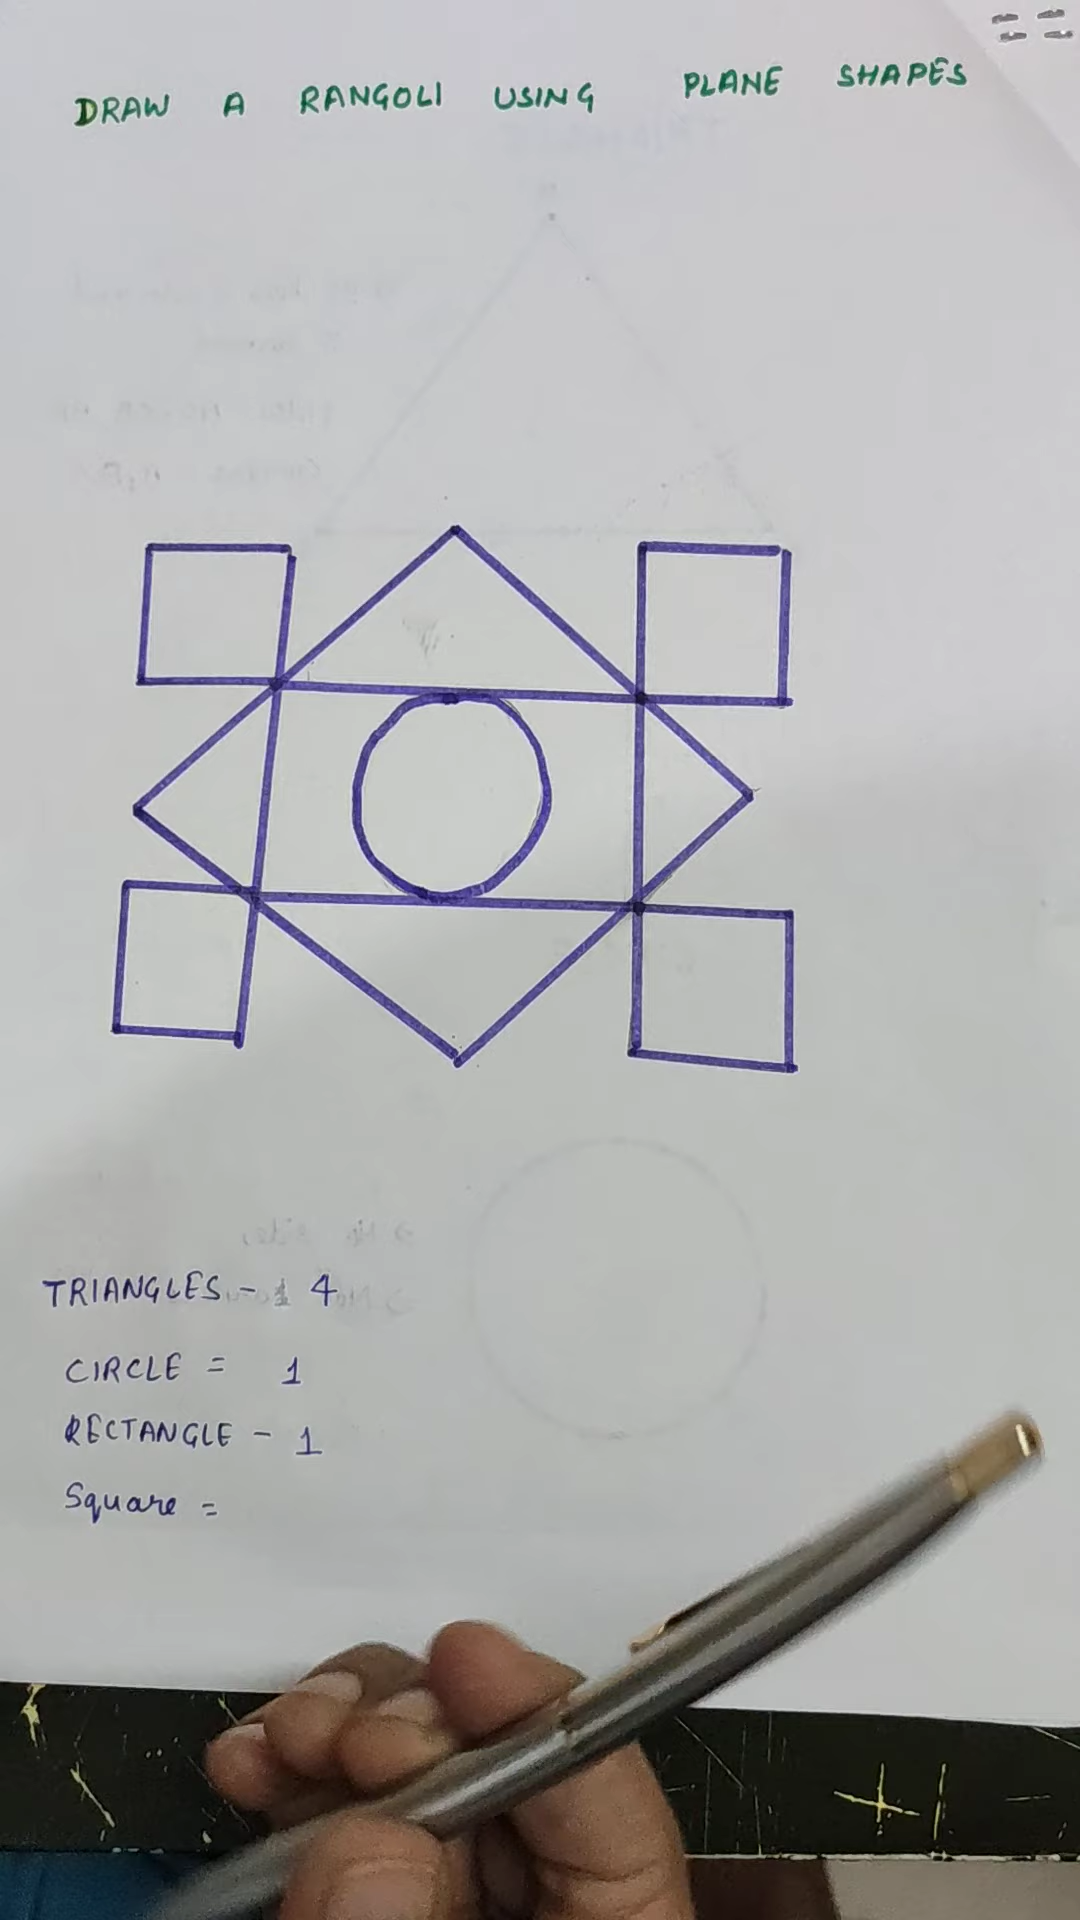 DRAW A RANGOLI USING PLANE SHAPES
TRIANGLES - 4
CIRCLE = 1
RECTANGLE - 1
Square =